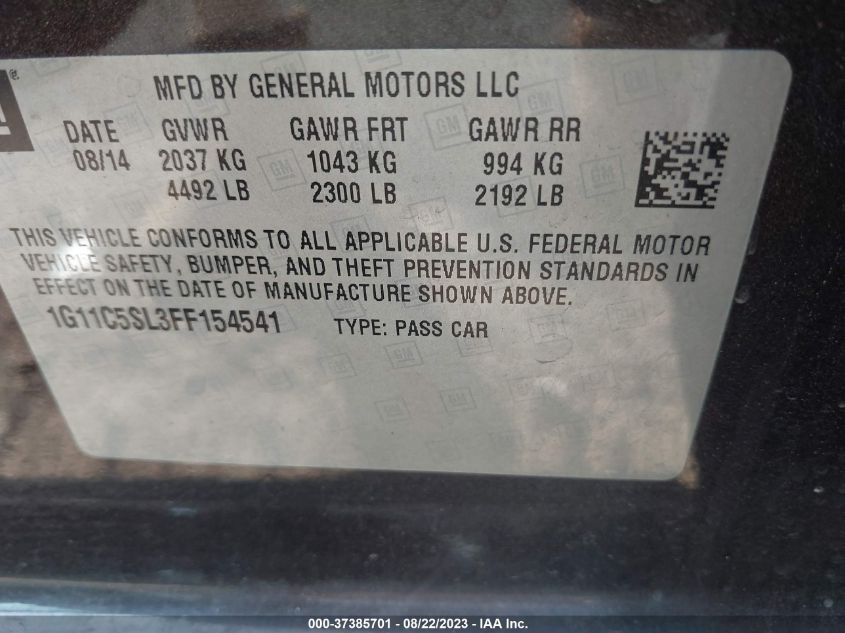 MFD BY GENERAL MOTORS LLC
DATE GVWR GAWR FRT GAWR RR
08/14 2037 KG 1043 KG 994 KG
4492 LB 2300 LB 2192 LB
THIS VEHICLE CONFORMS TO ALL APPLICABLE U.S. FEDERAL MOTOR
VEHICLE SAFETY, BUMPER, AND THEFT PREVENTION STANDARDS IN
EFFECT ON THE DATE OF MANUFACTURE SHOWN ABOVE.
1G11C5SL3FF154541 TYPE: PASS CAR
000-37385701 - 08/22/2023 - IAA Inc.